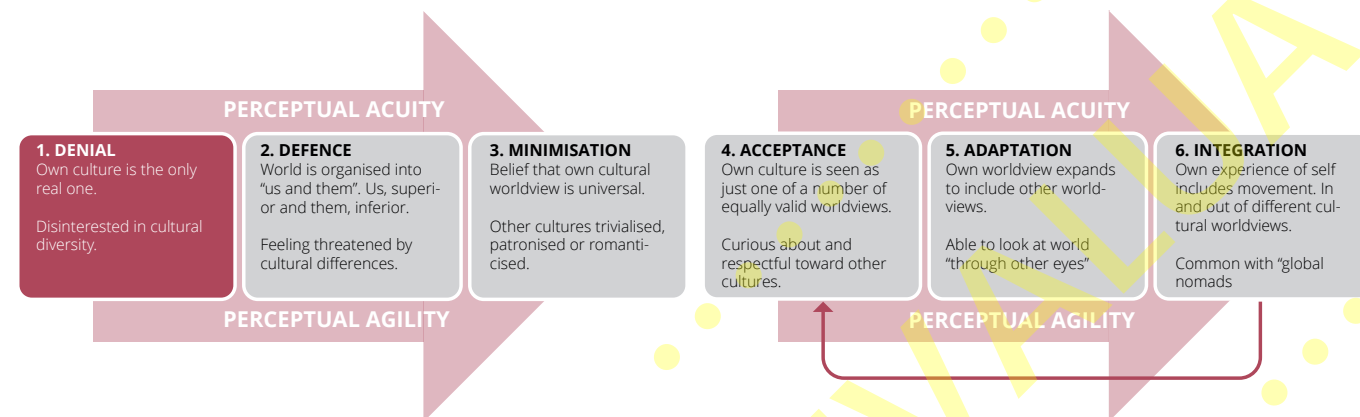 PERCEPTUAL ACUITY
1. DENIAL
Own culture is the only
real one.
Disinterested in cultural
diversity.
2. DEFENCE
World is organised into
“us and them”. Us, superi-
or and them, inferior.
Feeling threatened by
cultural differences.
3. MINIMISATION
Belief that own cultural
worldview is universal.
Other cultures trivialised,
patronised or romanti-
cised.
PERCEPTUAL AGILITY
PERCEPTUAL ACUITY
4. ACCEPTANCE
Own culture is seen as
just one of a number of
equally valid worldviews.
Curious about and
respectful toward other
cultures.
5. ADAPTATION
Own worldview expands
to include other world-
views.
Able to look at world
“through other eyes”
6. INTEGRATION
Own experience of self
includes movement. In
and out of different cul-
tural worldviews.
Common with “global
nomads
PERCEPTUAL AGILITY